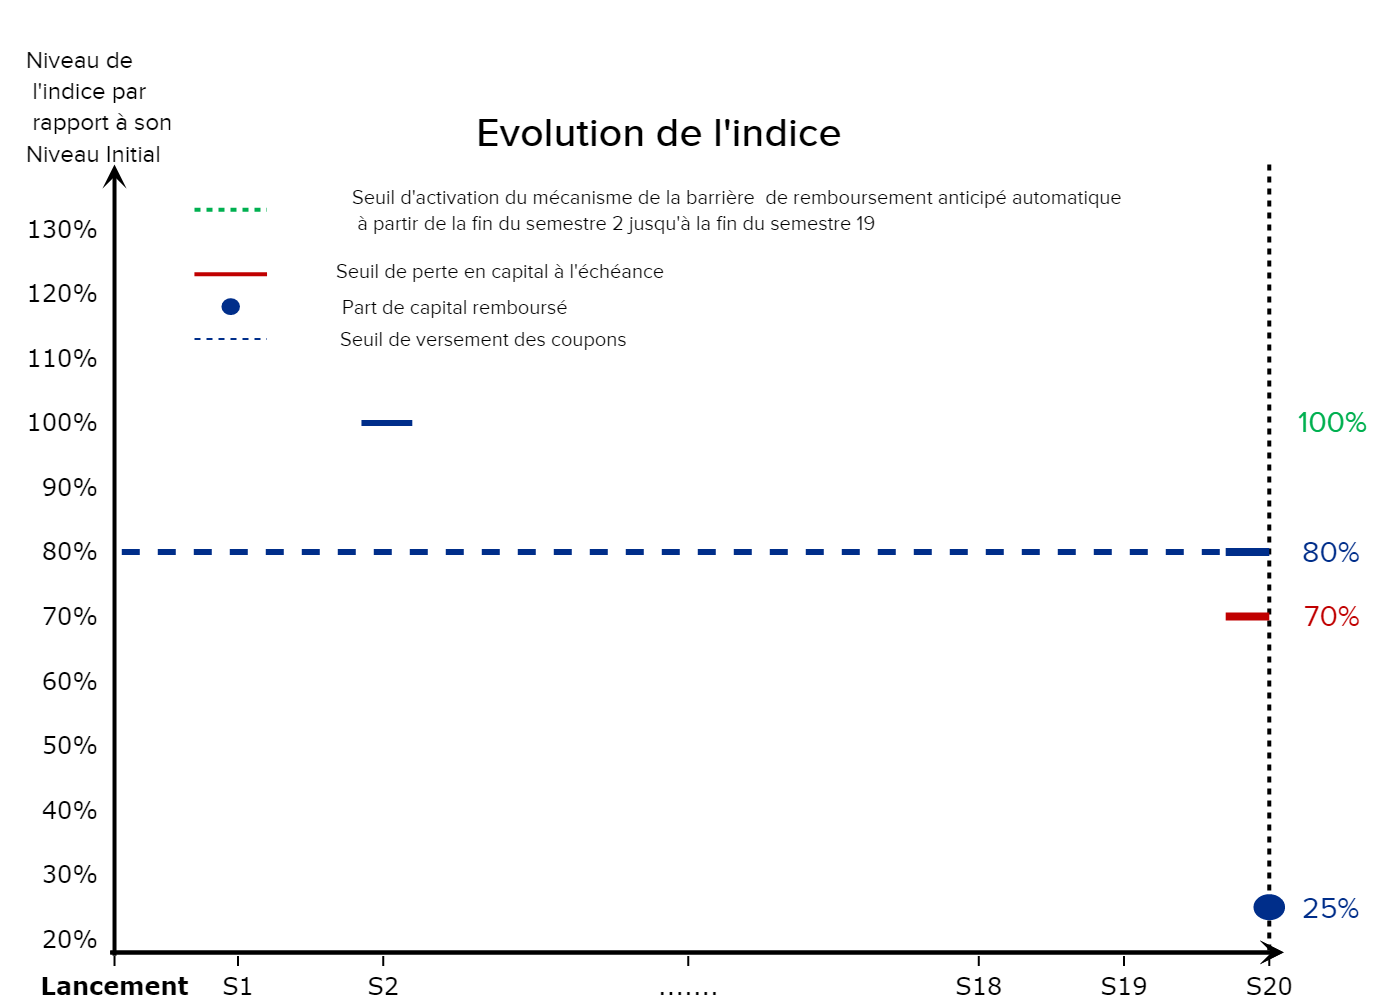 Niveau de
l'indice par
rapport à son
Niveau Initial
Evolution de l'indice
Seuil d'activation du mécanisme de la barrière de remboursement anticipé automatique
à partir de la fin du semestre 2 jusqu'à la fin du semestre 19
130%
Seuil de perte en capital à l'échéance
120%
Part de capital remboursé
Seuil de versement des coupons
110%
100%
100%
90%
80%
80%
70%
70%
60%
50%
40%
30%
25%
20%
Lancement S1 S2 ....... S18 S19 S20